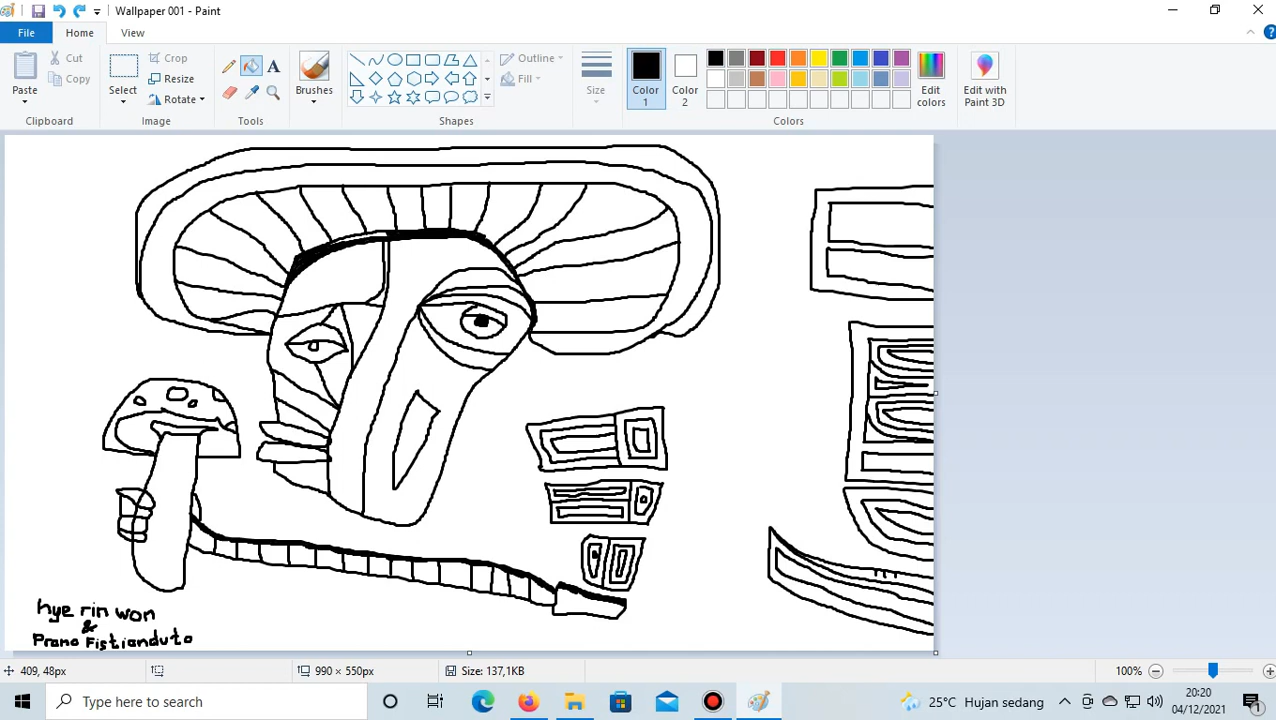 Wallpaper 001 - Paint
File
Home
View
Paste
Cut
Copy
Clipboard
Select
Crop
Resize
Rotate
Image
A
Tools
Brushes
Outline
Fill
Shapes
Size
Color 1
Color 2
Edit colors
Colors
Edit with Paint 3D
hye rin won
&
Prano Fistianduto
409, 48px
990 × 550px
Size: 137,1KB
100%
Type here to search
25°C Hujan sedang
20:20
04/12/2021
1